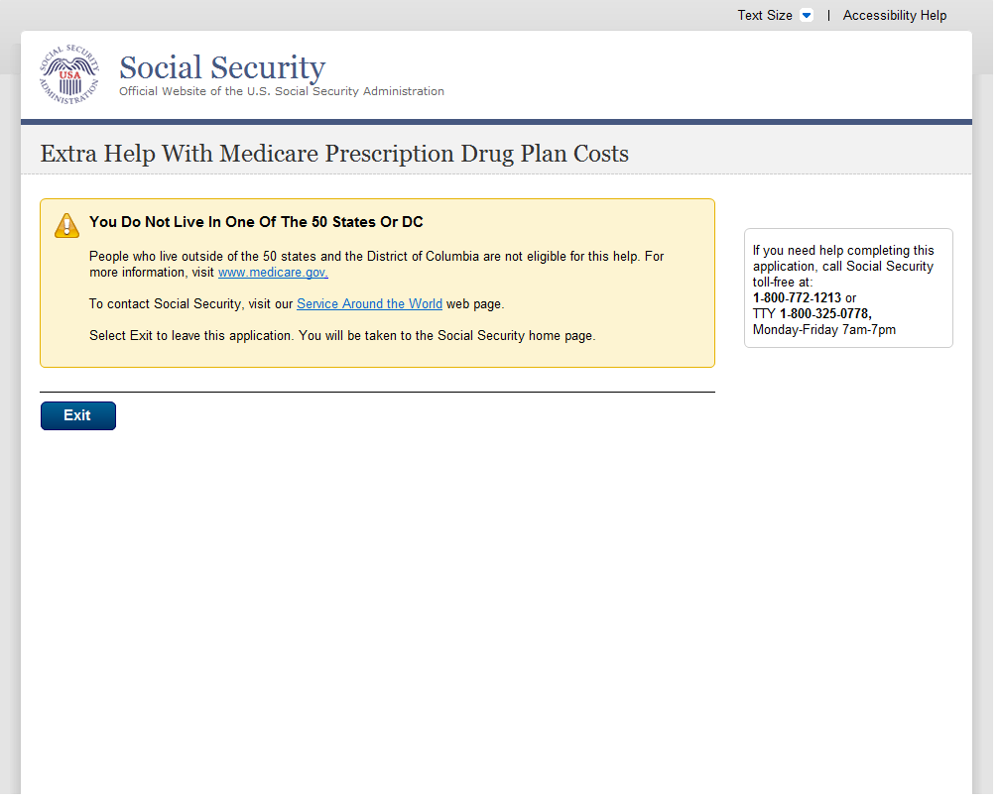 Text Size | Accessibility Help
SOCIAL SECURITY ADMINISTRATION
USA
Social Security
Official Website of the U.S. Social Security Administration
Extra Help With Medicare Prescription Drug Plan Costs
You Do Not Live In One Of The 50 States Or DC
People who live outside of the 50 states and the District of Columbia are not eligible for this help. For
more information, visit www.medicare.gov.
To contact Social Security, visit our Service Around the World web page.
Select Exit to leave this application. You will be taken to the Social Security home page.
Exit
If you need help completing this
application, call Social Security
toll-free at:
1-800-772-1213 or
TTY 1-800-325-0778,
Monday-Friday 7am-7pm